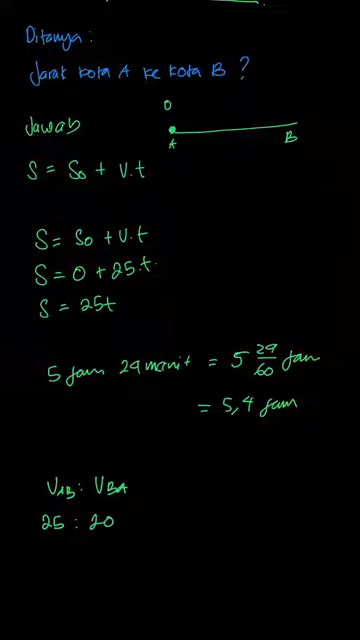 Ditanya :
Jarak kota A ke kota B ?
Jawab
O
A
B
S = So + V.t
S = So + V.t
S = 0 + 25.t.
S = 25t
5 jam 24 menit = 5 24/60 jam
= 5,4 jam
VAB : VBA
25 : 20